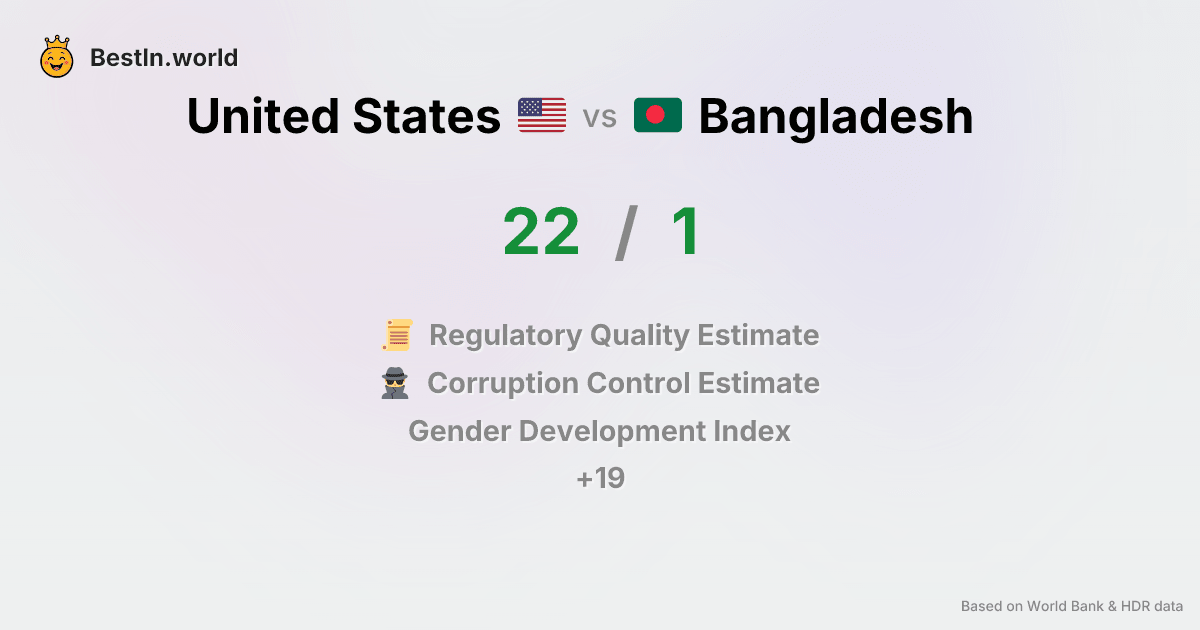 BestIn.world
United States vs Bangladesh
22 / 1
Regulatory Quality Estimate
Corruption Control Estimate
Gender Development Index
+19
Based on World Bank & HDR data